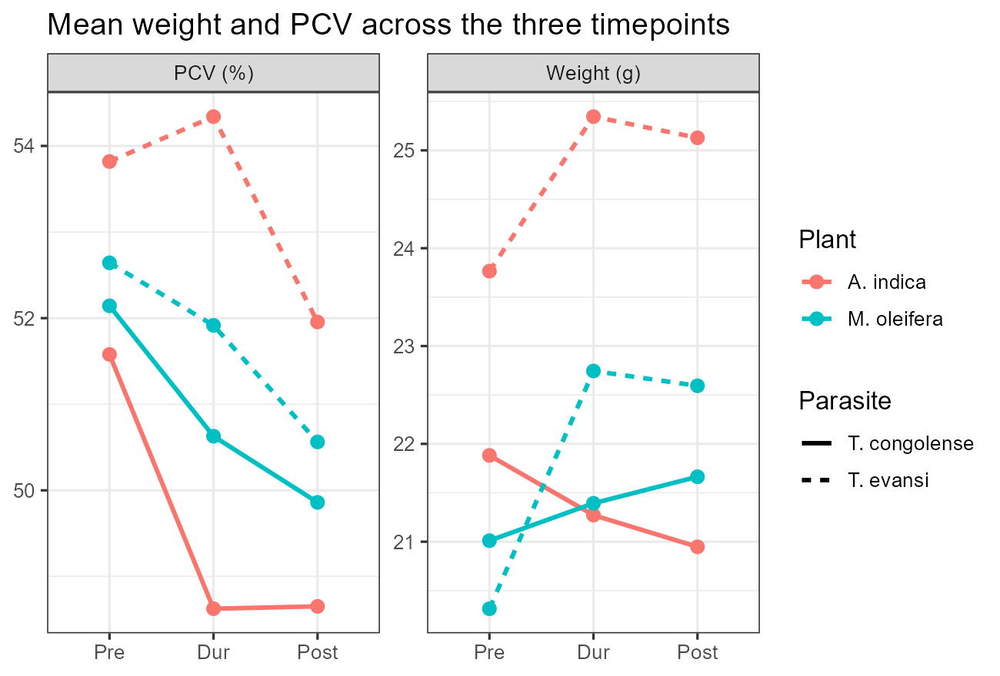 Mean weight and PCV across the three timepoints
PCV (%)
Weight (g)
54
52
50
25
24
23
22
21
Pre
Dur
Post
Pre
Dur
Post
Plant
A. indica
M. oleifera
Parasite
T. congolense
T. evansi